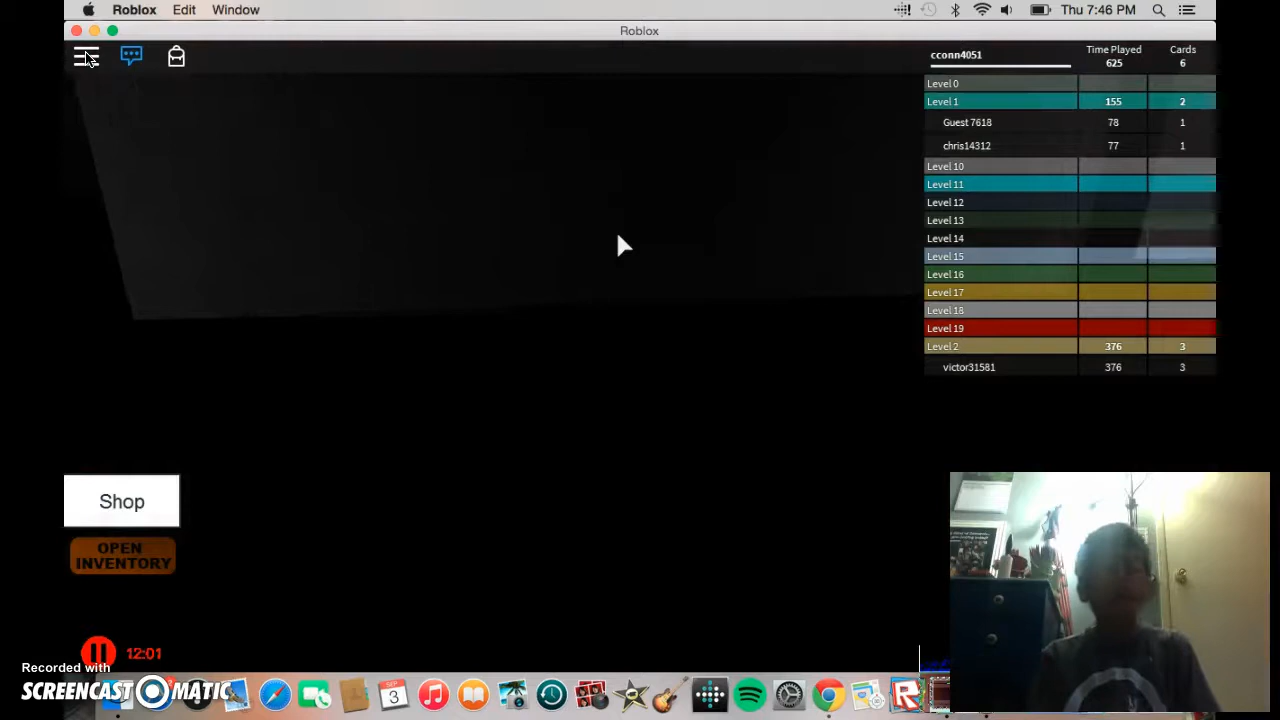 Roblox Edit Window Thu 7:46 PM
Roblox
cconn4051 Time Played 625 Cards 6
Level 0
Level 1 155 2
Guest 7618 78 1
chris14312 77 1
Level 10
Level 11
Level 12
Level 13
Level 14
Level 15
Level 16
Level 17
Level 18
Level 19
Level 2 376 3
victor31581 376 3
Shop
OPEN
INVENTORY
12:01
Recorded with
SCREENCAST MATIC
SEP
3